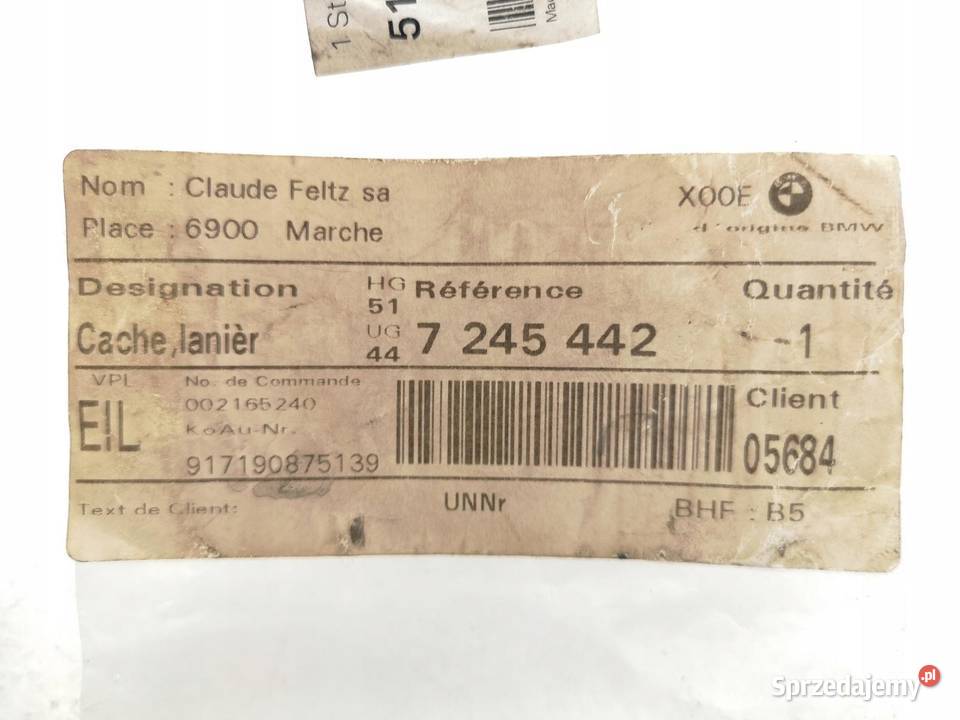 1 St
51
Nom : Claude Feltz sa
X00E
Place : 6900 Marche
d'origine BMW
Designation HG Référence Quantité
51
Cache,lanièr UG 7 245 442 1
44
VPL No. de Commande Client
002165240
E!L KoAu-Nr. 05684
917190875139
Text de Client: UNNr BHF : B5
Sprzedajemy.pl